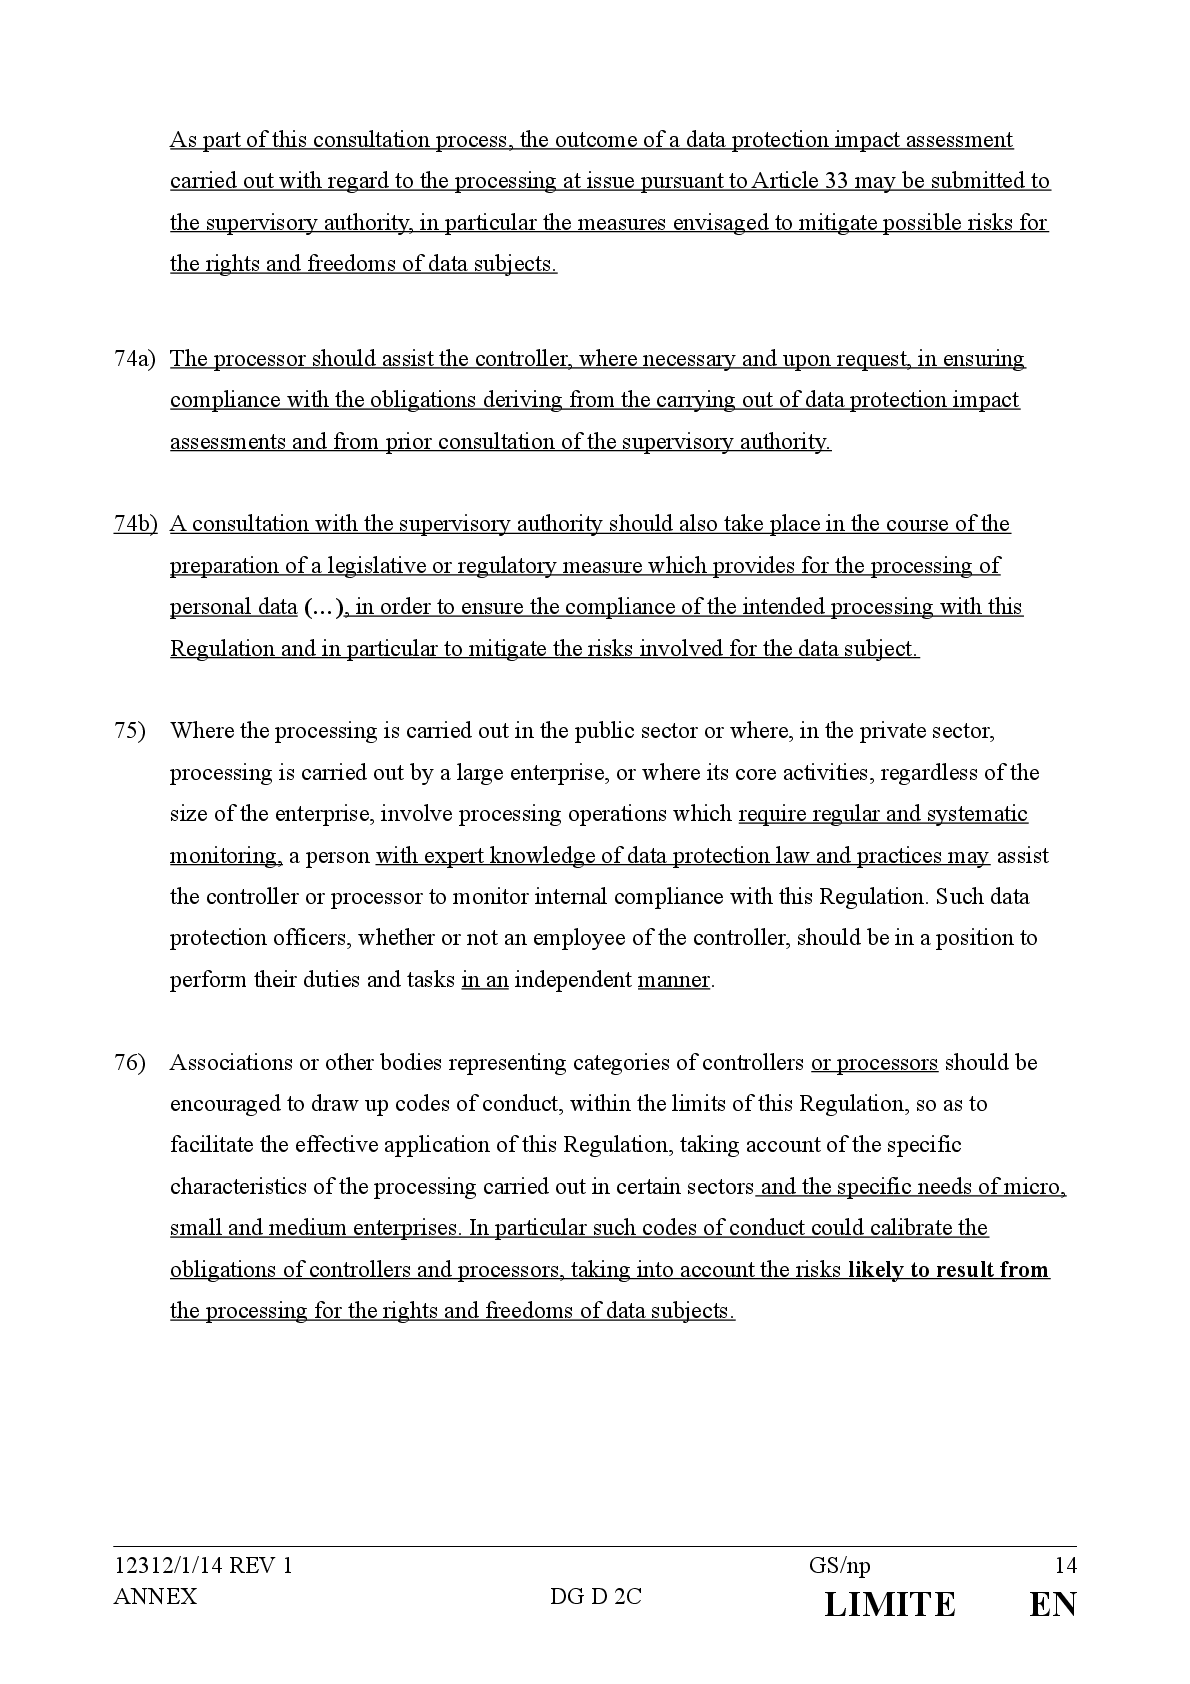 As part of this consultation process, the outcome of a data protection impact assessment
carried out with regard to the processing at issue pursuant to Article 33 may be submitted to
the supervisory authority, in particular the measures envisaged to mitigate possible risks for
the rights and freedoms of data subjects.
74a) The processor should assist the controller, where necessary and upon request, in ensuring
compliance with the obligations deriving from the carrying out of data protection impact
assessments and from prior consultation of the supervisory authority.
74b) A consultation with the supervisory authority should also take place in the course of the
preparation of a legislative or regulatory measure which provides for the processing of
personal data (…), in order to ensure the compliance of the intended processing with this
Regulation and in particular to mitigate the risks involved for the data subject.
75) Where the processing is carried out in the public sector or where, in the private sector,
processing is carried out by a large enterprise, or where its core activities, regardless of the
size of the enterprise, involve processing operations which require regular and systematic
monitoring, a person with expert knowledge of data protection law and practices may assist
the controller or processor to monitor internal compliance with this Regulation. Such data
protection officers, whether or not an employee of the controller, should be in a position to
perform their duties and tasks in an independent manner.
76) Associations or other bodies representing categories of controllers or processors should be
encouraged to draw up codes of conduct, within the limits of this Regulation, so as to
facilitate the effective application of this Regulation, taking account of the specific
characteristics of the processing carried out in certain sectors and the specific needs of micro,
small and medium enterprises. In particular such codes of conduct could calibrate the
obligations of controllers and processors, taking into account the risks likely to result from
the processing for the rights and freedoms of data subjects.
12312/1/14 REV 1 GS/np 14
ANNEX DG D 2C LIMITE EN